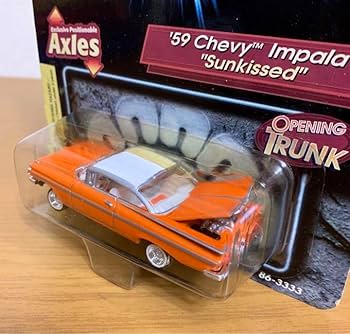 Exclusive Positionable
Axles
'59 Chevy™ Impala
"Sunkissed"
OPENING
TRUNK
86-3333